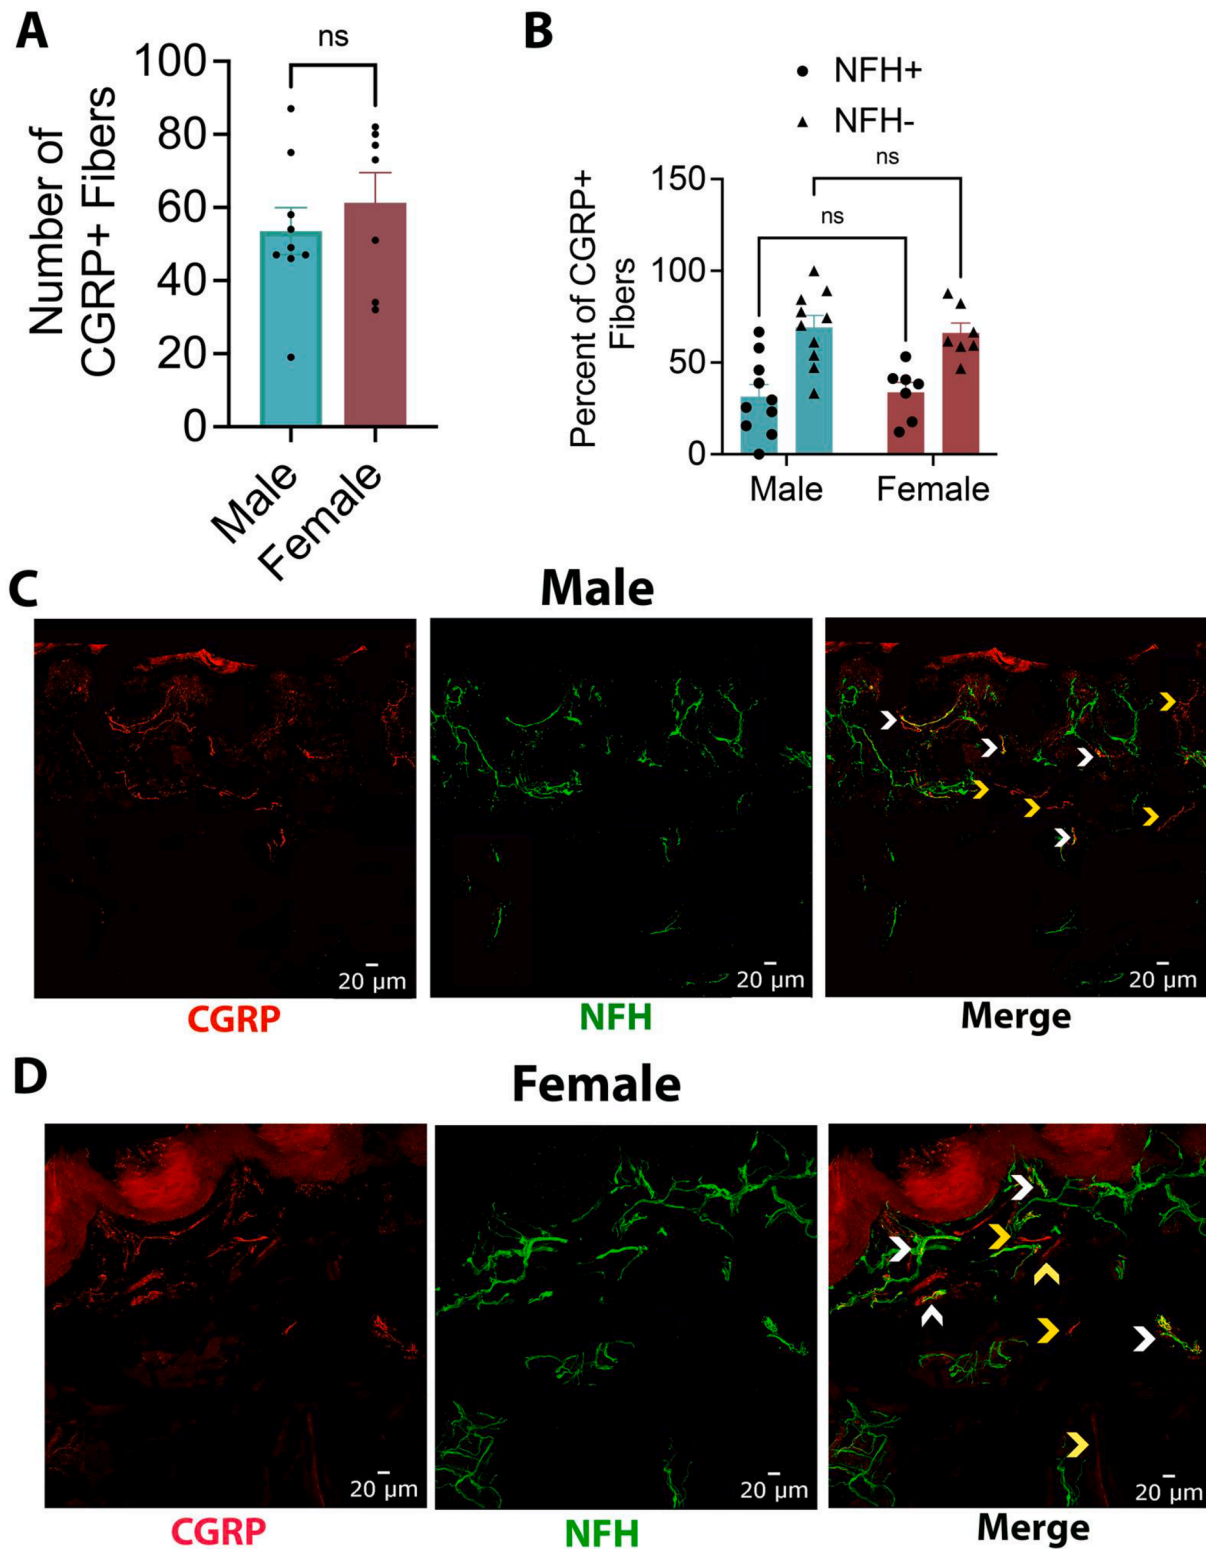 A
ns
Number of
CGRP+ Fibers
100
80
60
40
20
0
Male
Female
B
NFH+
NFH-
ns
ns
Percent of CGRP+
Fibers
150
100
50
0
Male
Female
C
Male
20 µm
20 µm
20 µm
CGRP
NFH
Merge
D
Female
20 µm
20 µm
20 µm
CGRP
NFH
Merge